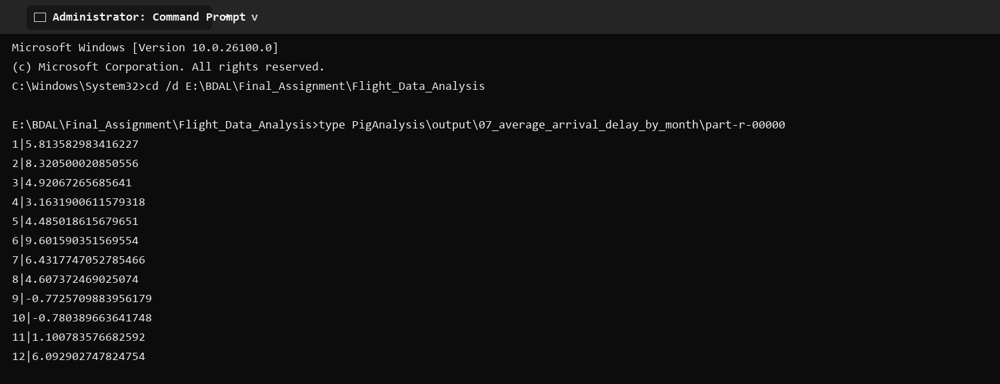 Administrator: Command Prompt v
Microsoft Windows [Version 10.0.26100.0]
(c) Microsoft Corporation. All rights reserved.
C:\Windows\System32>cd /d E:\BDAL\Final_Assignment\Flight_Data_Analysis
E:\BDAL\Final_Assignment\Flight_Data_Analysis>type PigAnalysis\output\07_average_arrival_delay_by_month\part-r-00000
1|5.813582983416227
2|8.320500020850556
3|4.92067265685641
4|3.1631900611579318
5|4.485018615679651
6|9.601590351569554
7|6.4317747052785466
8|4.607372469025074
9|-0.7725709883956179
10|-0.780389663641748
11|1.100783576682592
12|6.092902747824754